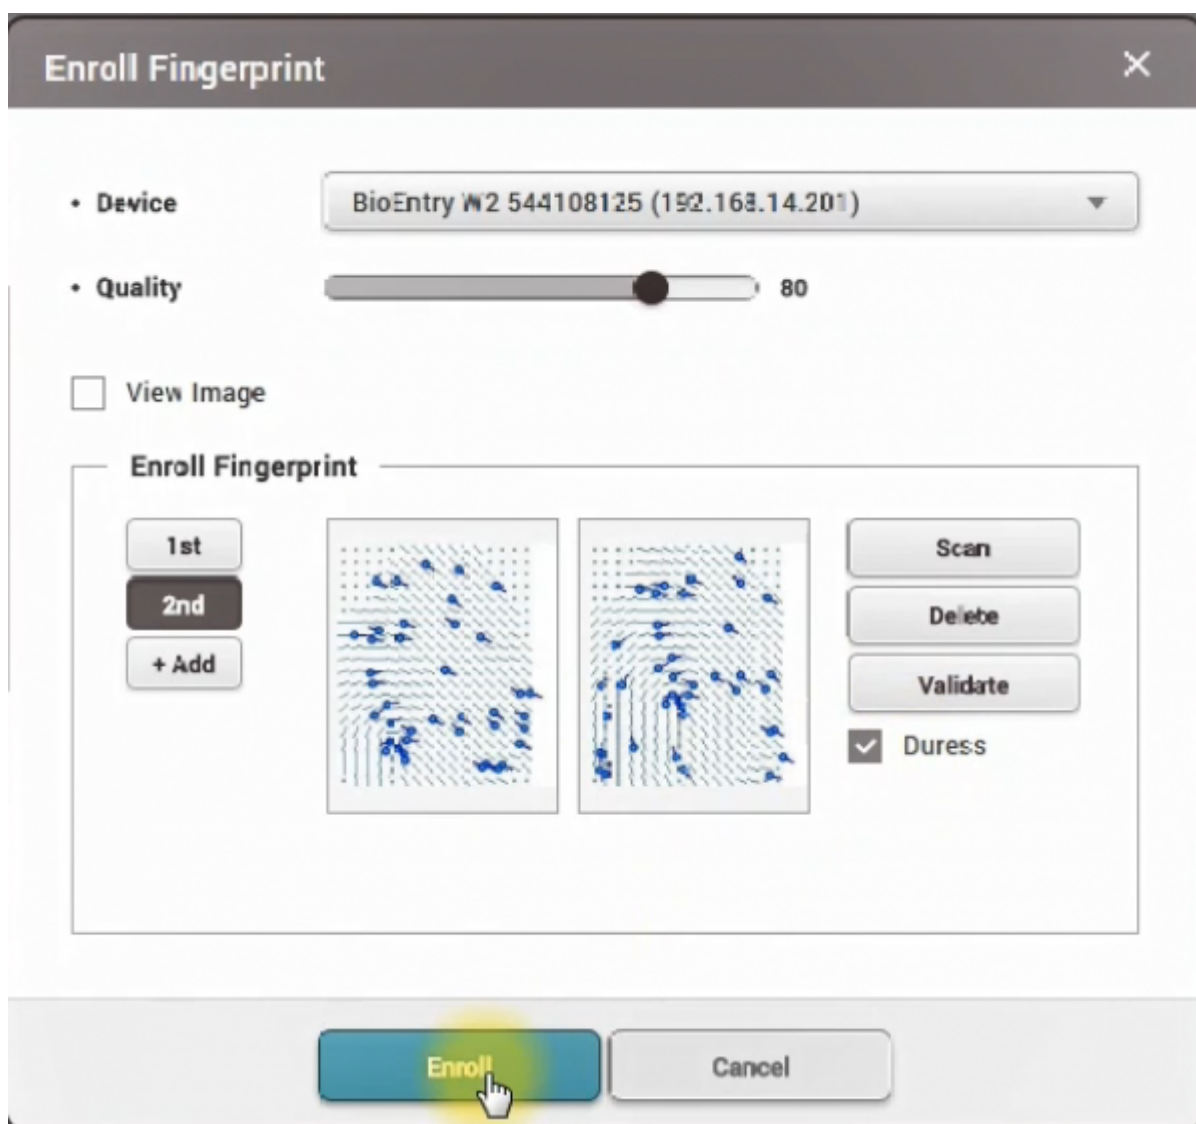 Enroll Fingerprint
• Device
BioEntry W2 544108125 (192.168.14.201)
• Quality
80
View Image
Enroll Fingerprint
1st
2nd
+ Add
Scan
Delete
Validate
Duress
Enroll
Cancel